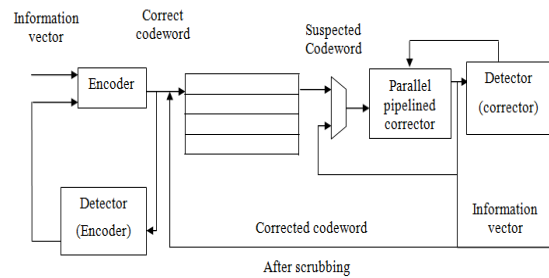 Information
vector
Correct
codeword
Suspected
Codeword
Encoder
Parallel
pipelined
corrector
Detector
(corrector)
Detector
(Encoder)
Corrected codeword
Information
vector
After scrubbing